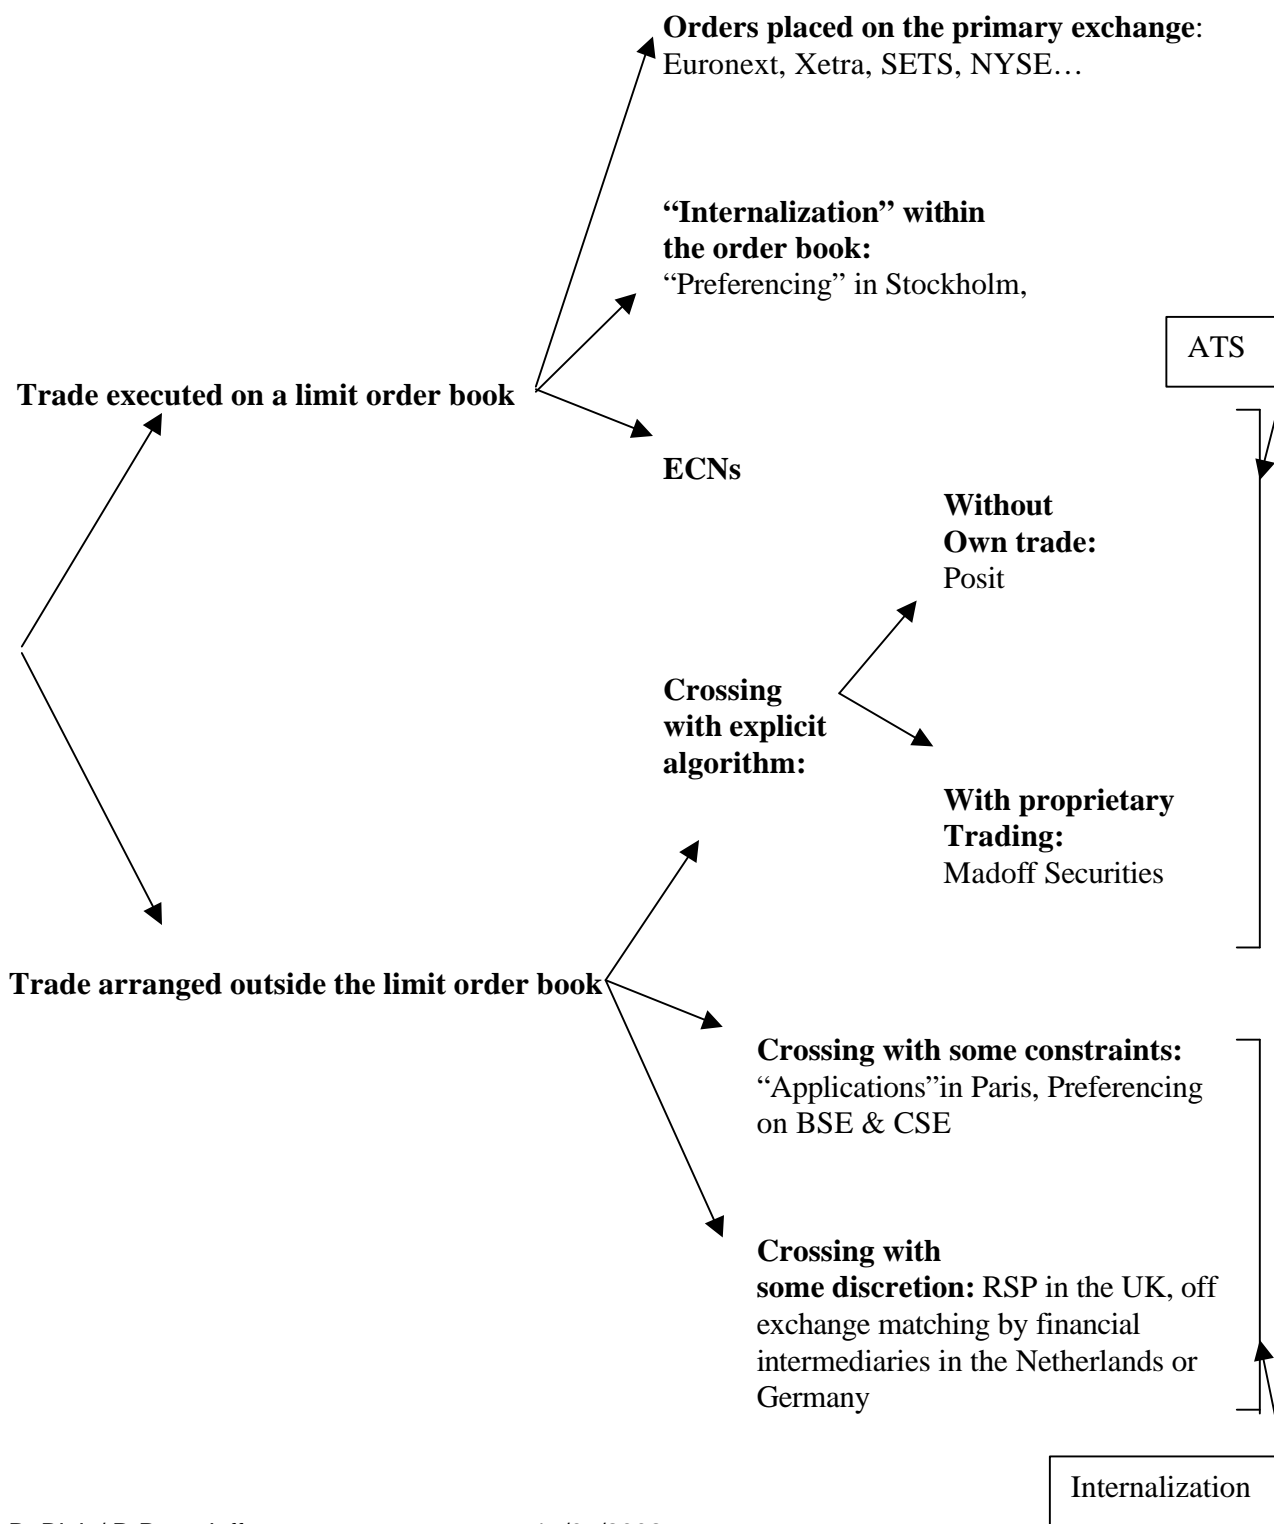 Orders placed on the primary exchange:
Euronext, Xetra, SETS, NYSE…
“Internalization” within
the order book:
“Preferencing” in Stockholm,
ATS
Trade executed on a limit order book
ECNs
Without
Own trade:
Posit
Crossing
with explicit
algorithm:
With proprietary
Trading:
Madoff Securities
Trade arranged outside the limit order book
Crossing with some constraints:
“Applications”in Paris, Preferencing
on BSE & CSE
Crossing with
some discretion: RSP in the UK, off
exchange matching by financial
intermediaries in the Netherlands or
Germany
Internalization